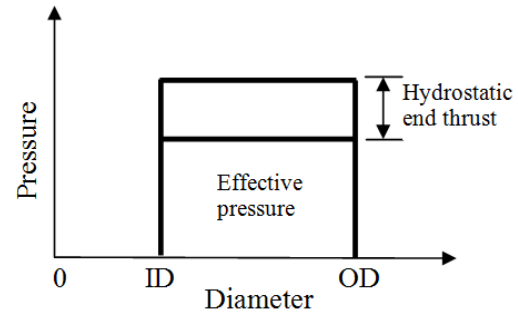 Pressure
Hydrostatic
end thrust
Effective
pressure
0
ID
OD
Diameter